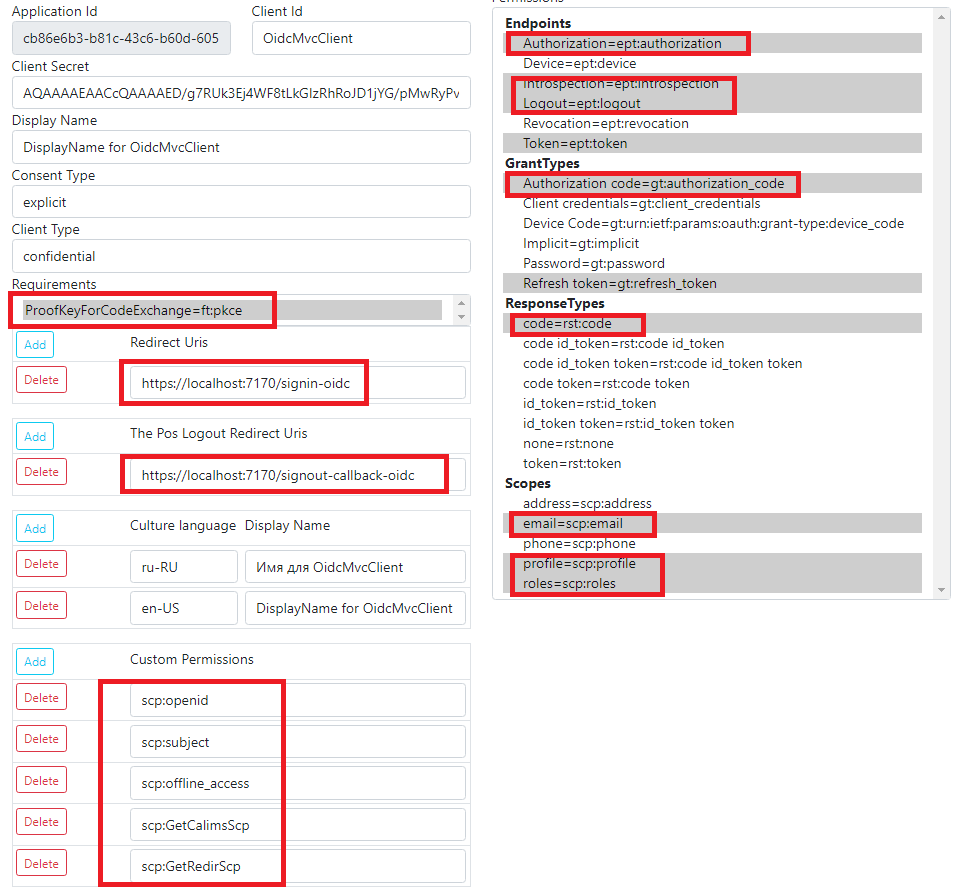 Application Id
Client Id
cb86e6b3-b81c-43c6-b60d-605
OidcMvcClient
Client Secret
AQAAAAEAACcQAAAAED/g7RUk3Ej4WF8tLkGIzRhRoJD1jYG/pMwRyPv
Display Name
DisplayName for OidcMvcClient
Consent Type
explicit
Client Type
confidential
Requirements
ProofKeyForCodeExchange=ft:pkce
Add
Redirect Uris
Delete
https://localhost:7170/signin-oidc
Add
The Pos Logout Redirect Uris
Delete
https://localhost:7170/signout-callback-oidc
Add
Culture language
Display Name
Delete
ru-RU
Имя для OidcMvcClient
Delete
en-US
DisplayName for OidcMvcClient
Add
Custom Permissions
Delete
scp:openid
Delete
scp:subject
Delete
scp:offline_access
Delete
scp:GetCalimsScp
Delete
scp:GetRedirScp
Endpoints
Authorization=ept:authorization
Device=ept:device
Introspection=ept:introspection
Logout=ept:logout
Revocation=ept:revocation
Token=ept:token
GrantTypes
Authorization code=gt:authorization_code
Client credentials=gt:client_credentials
Device Code=gt:urn:ietf:params:oauth:grant-type:device_code
Implicit=gt:implicit
Password=gt:password
Refresh token=gt:refresh_token
ResponseTypes
code=rst:code
code id_token=rst:code id_token
code id_token token=rst:code id_token token
code token=rst:code token
id_token=rst:id_token
id_token token=rst:id_token token
none=rst:none
token=rst:token
Scopes
address=scp:address
email=scp:email
phone=scp:phone
profile=scp:profile
roles=scp:roles